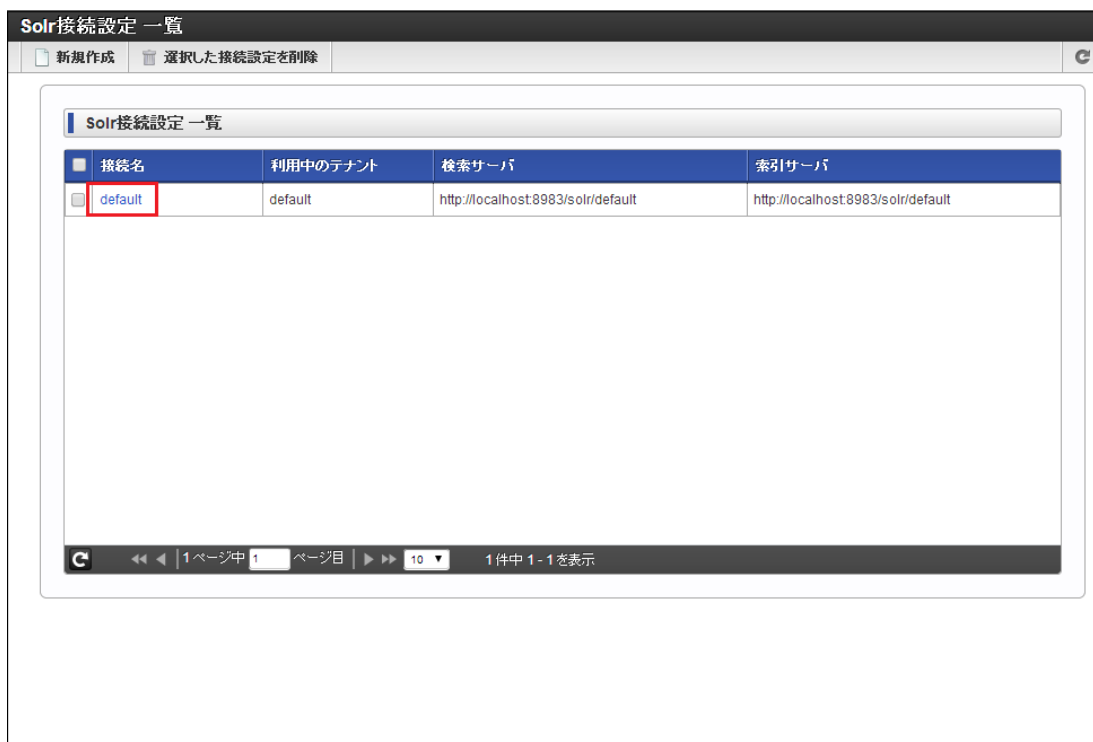 Solr接続設定 一覧
新規作成 選択した接続設定を削除
Solr接続設定 一覧
接続名 利用中のテナント 検索サーバ 索引サーバ
default default http://localhost:8983/solr/default http://localhost:8983/solr/default
1ページ中 1 ページ目 10 1件中 1 - 1 を表示